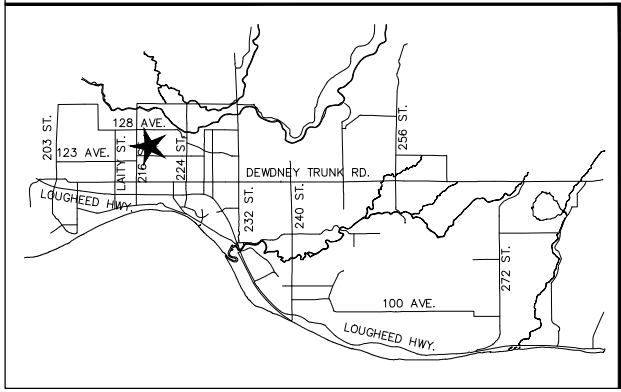 128 AVE.
203 ST.
123 AVE.
LAITY ST.
216
224 ST.
256 ST.
DEWDNEY TRUNK RD.
LOUGHEED HWY.
232 ST.
240 ST.
272 ST.
100 AVE.
LOUGHEED HWY.